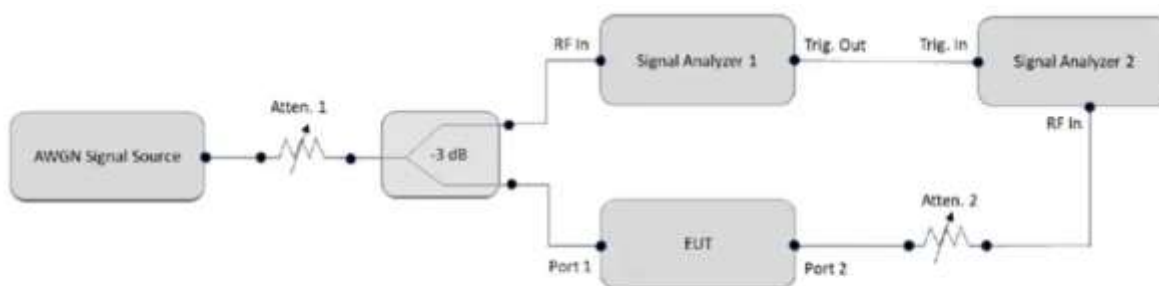 RF In
Signal Analyzer 1
Trig. Out
Trig. In
Signal Analyzer 2
RF In
AWGN Signal Source
Atten. 1
-3 dB
Port 1
EUT
Port 2
Atten. 2